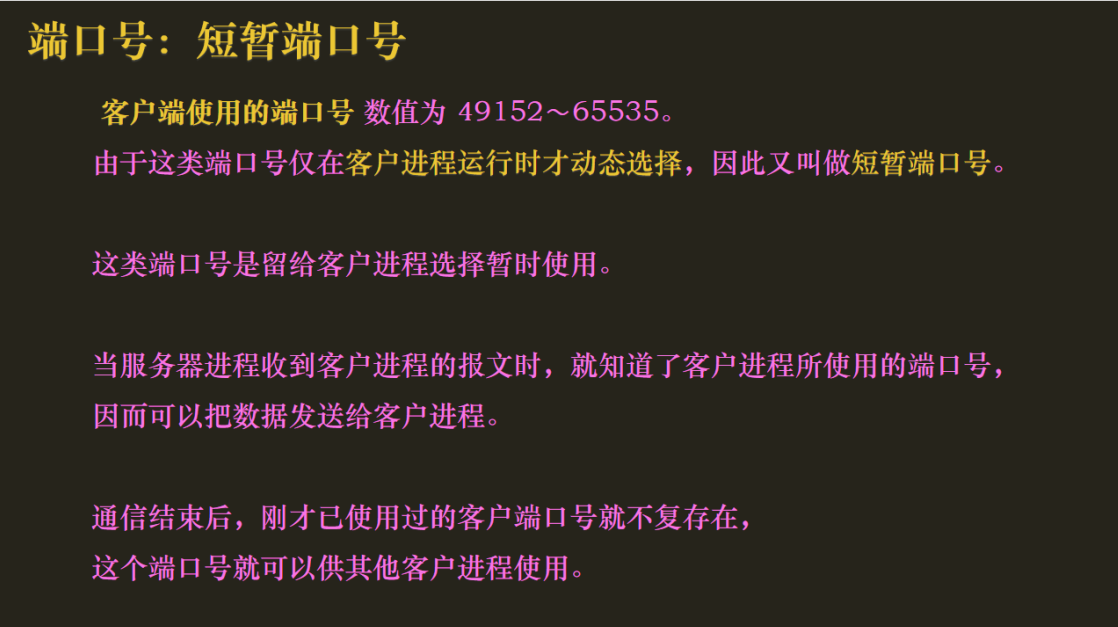 端口号：短暂端口号
客户端使用的端口号 数值为 49152～65535。
由于这类端口号仅在客户进程运行时才动态选择，因此又叫做短暂端口号。
这类端口号是留给客户进程选择暂时使用。
当服务器进程收到客户进程的报文时，就知道了客户进程所使用的端口号，
因而可以把数据发送给客户进程。
通信结束后，刚才已使用过的客户端口号就不复存在，
这个端口号就可以供其他客户进程使用。